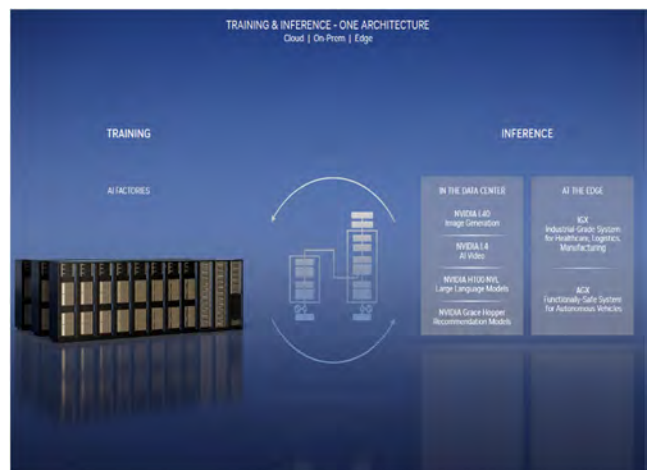 TRAINING & INFERENCE - ONE ARCHITECTURE
Cloud | On-Prem | Edge
TRAINING
INFERENCE
AI FACTORIES
IN THE DATA CENTER
NVIDIA L40
Image Generation
NVIDIA L4
AI Video
NVIDIA H100 NVL
Large Language Models
NVIDIA Grace Hopper
Recommendation Models
AT THE EDGE
IGX
Industrial-Grade System
for Healthcare, Logistics,
Manufacturing
AGX
Functionally-Safe System
for Autonomous Vehicles